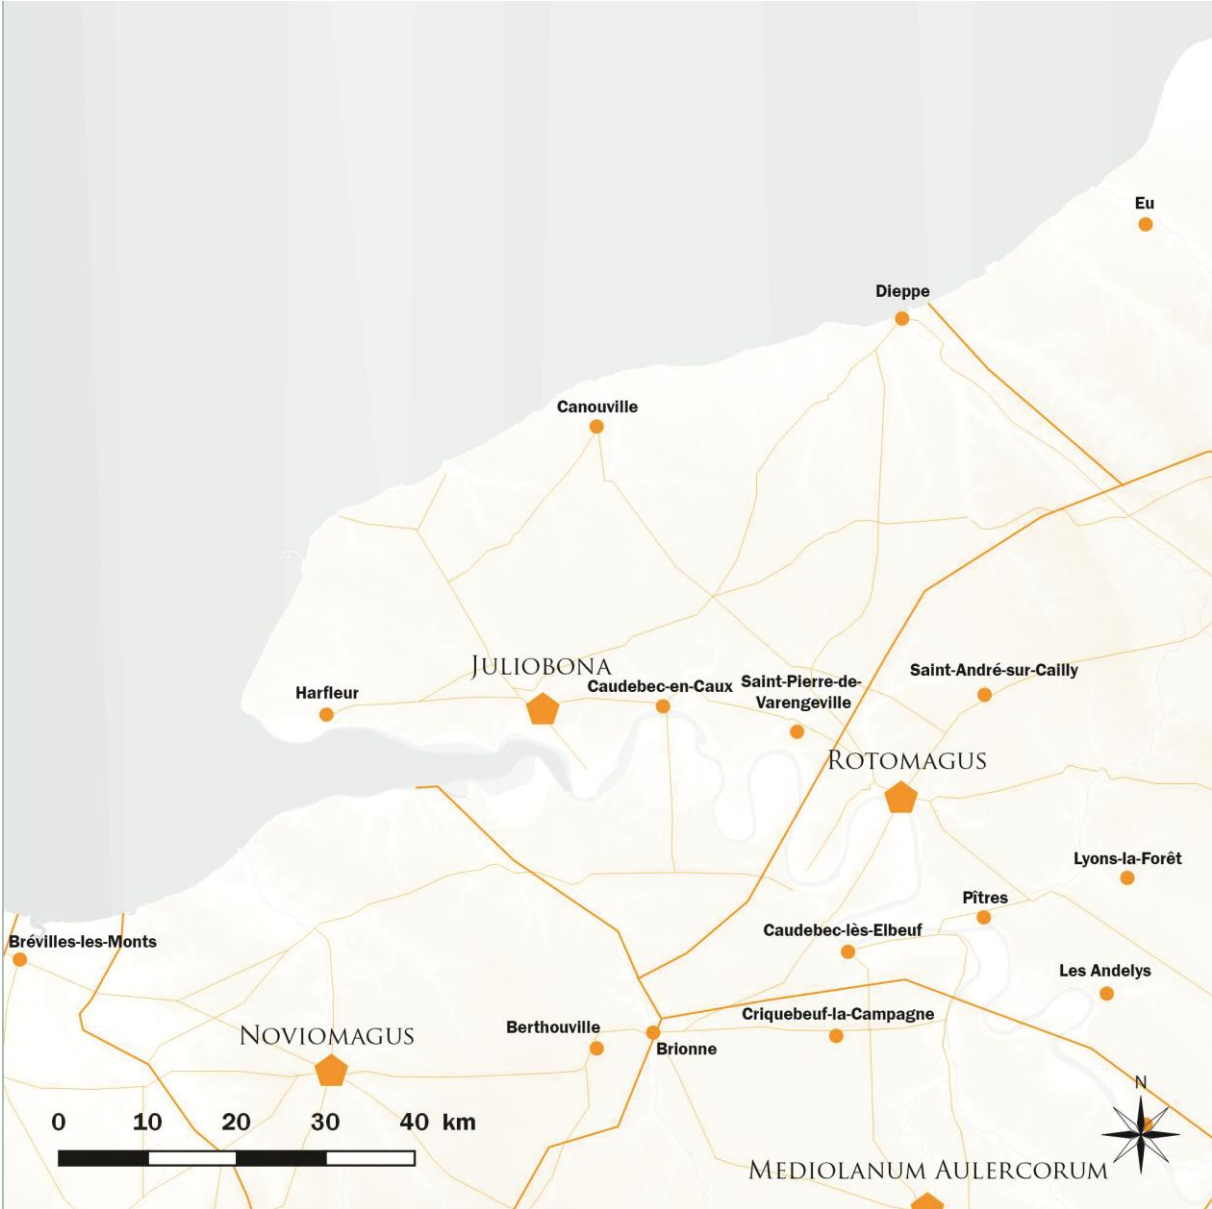 Eu
Dieppe
Canouville
Juliobona
Harfleur
Caudebec-en-Caux
Saint-Pierre-de-
Varengeville
Saint-André-sur-Cailly
Rotomagus
Lyons-la-Forêt
Pîtres
Caudebec-lès-Elbeuf
Brévilles-les-Monts
Les Andelys
Noviomagus
Berthouville
Criquebeuf-la-Campagne
Brionne
N
0 10 20 30 40 km
Mediolanum Aulercorum